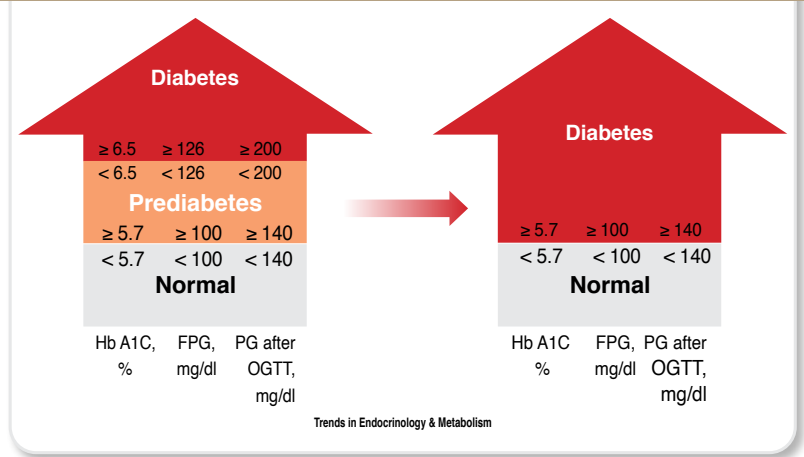 Diabetes
≥ 6.5 ≥ 126 ≥ 200
< 6.5 < 126 < 200
Prediabetes
≥ 5.7 ≥ 100 ≥ 140
< 5.7 < 100 < 140
Normal
Hb A1C, FPG, PG after
% mg/dl OGTT,
mg/dl
Diabetes
≥ 5.7 ≥ 100 ≥ 140
< 5.7 < 100 < 140
Normal
Hb A1C FPG, PG after
% mg/dl OGTT,
mg/dl
Trends in Endocrinology & Metabolism